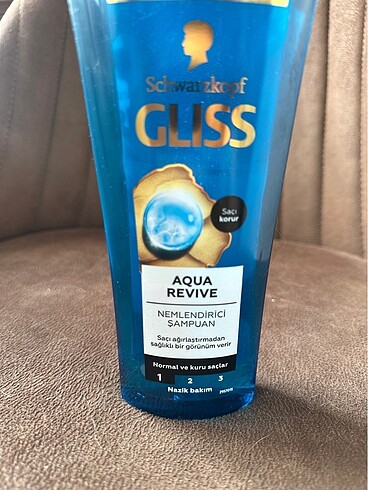 Schwarzkopf
GLISS
Saçı
korur
AQUA
REVIVE
NEMLENDİRİCİ
ŞAMPUAN
Saçı ağırlaştırmadan
sağlıklı bir görünüm verir
Normal ve kuru saçlar
1 2 3
Nazik bakım